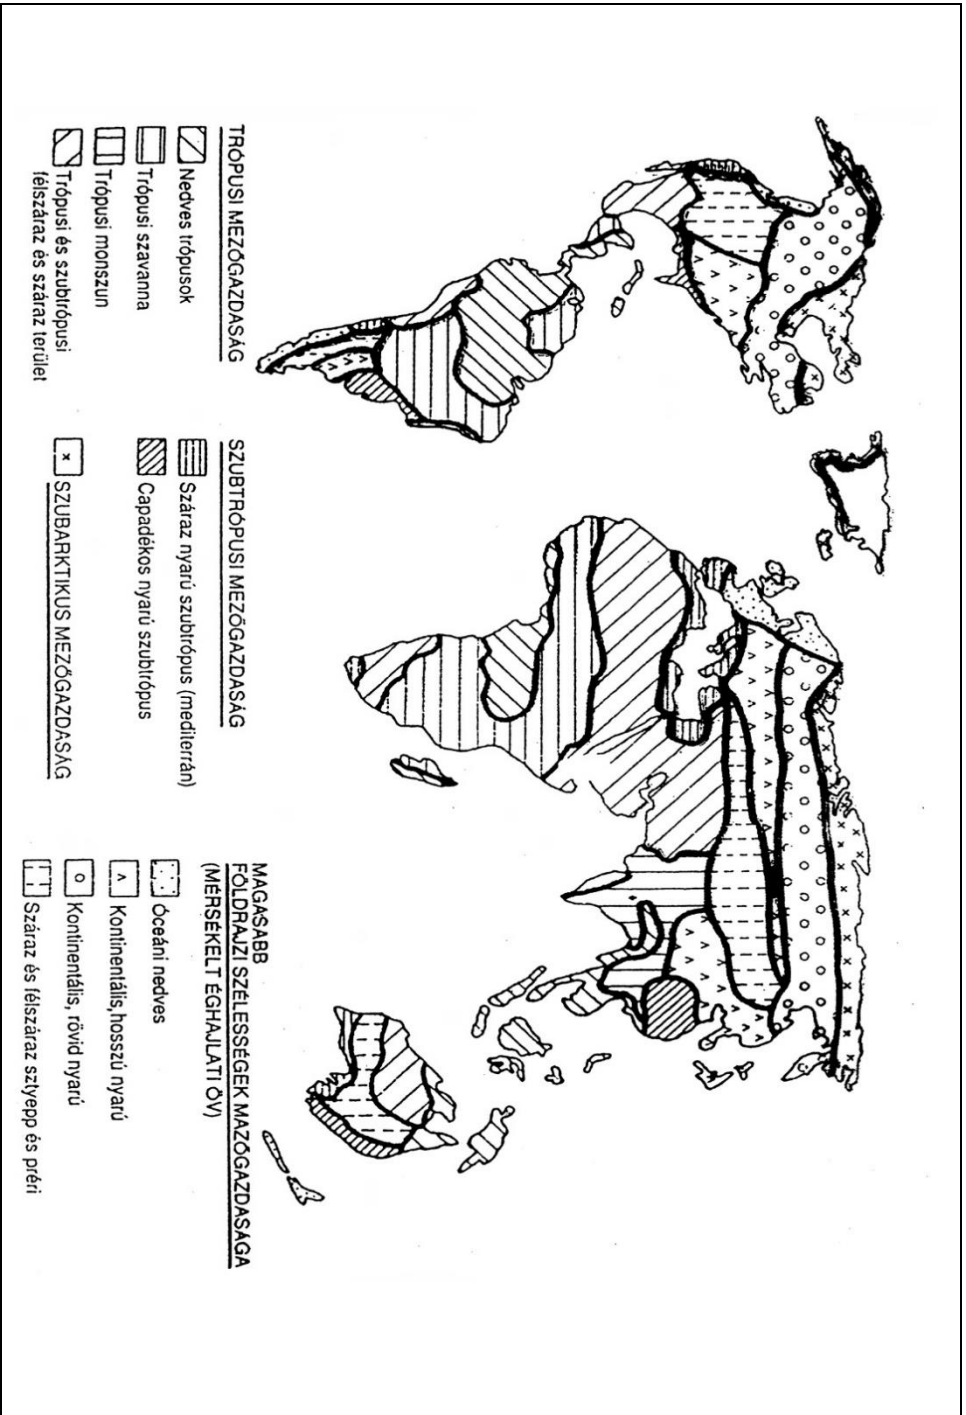 TRÓPUSI MEZŐGAZDASÁG
Nedves trópusok
Trópusi szavanna
Trópusi monszun
Trópusi és szubtrópusi
félszáraz és száraz terület
SZUBTRÓPUSI MEZŐGAZDASÁG
Száraz nyarú szubtrópus (mediterrán)
Capadékos nyarú szubtrópus
SZUBARKTIKUS MEZŐGAZDASÁG
MAGASABB
FÖLDRAJZI SZÉLESSÉGEK MAZŐGAZDASÁGA
(MÉRSÉKELT ÉGHAJLATI ÖV)
Óceáni nedves
Kontinentális,hosszú nyarú
Kontinentális, rövid nyarú
Száraz és félszáraz sztyepp és préri